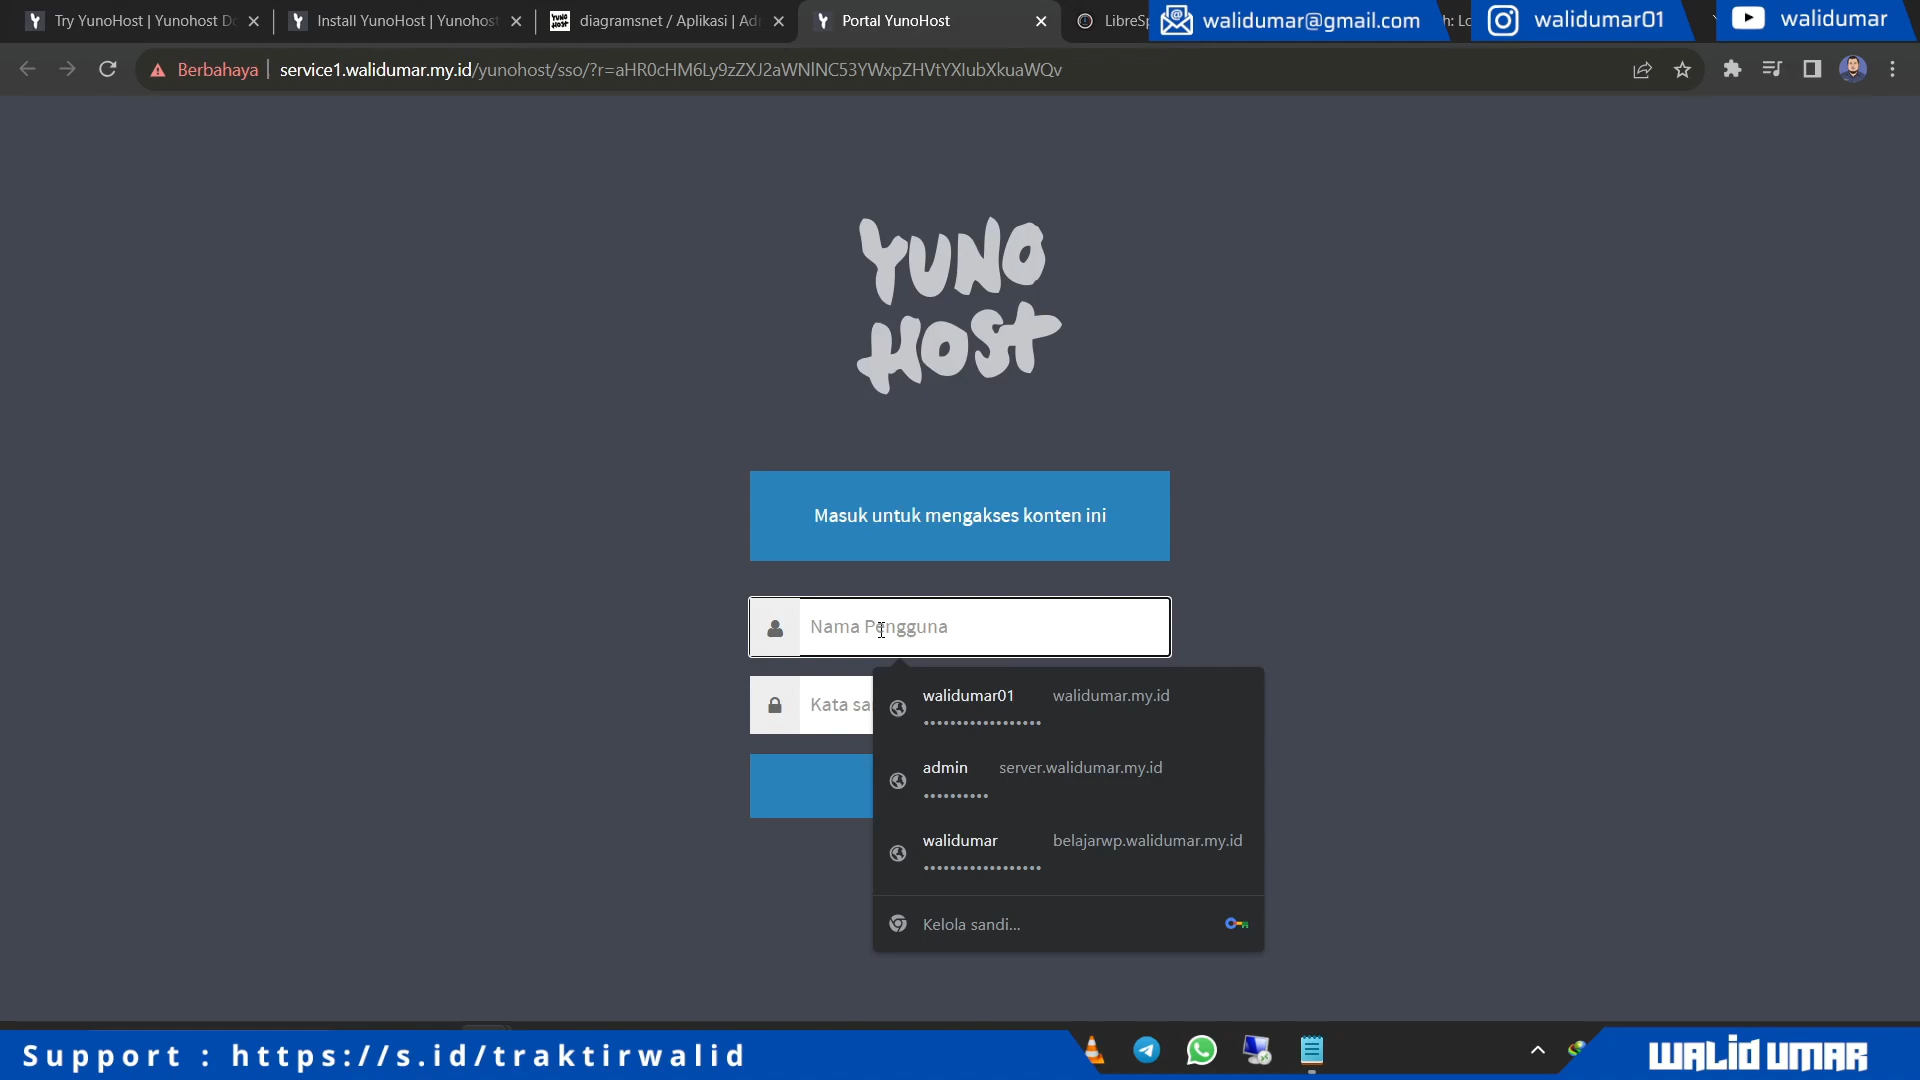 Try YunoHost | Yunohost Do
Install YunoHost | Yunohost
diagramsnet / Aplikasi | Adm
Portal YunoHost
LibreSp
walidumar@gmail.com
h: Lo
walidumar01
walidumar
Berbahaya
service1.walidumar.my.id/yunohost/sso/?r=aHR0cHM6Ly9zZXJ2aWNlNC53YWxpZHVtYXIubXkuaWQv
YUNO
HOST
Masuk untuk mengakses konten ini
Nama Pengguna
Kata sa
walidumar01 walidumar.my.id
admin server.walidumar.my.id
walidumar belajarwp.walidumar.my.id
Kelola sandi...
Support : https://s.id/traktirwalid
WALID UMAR